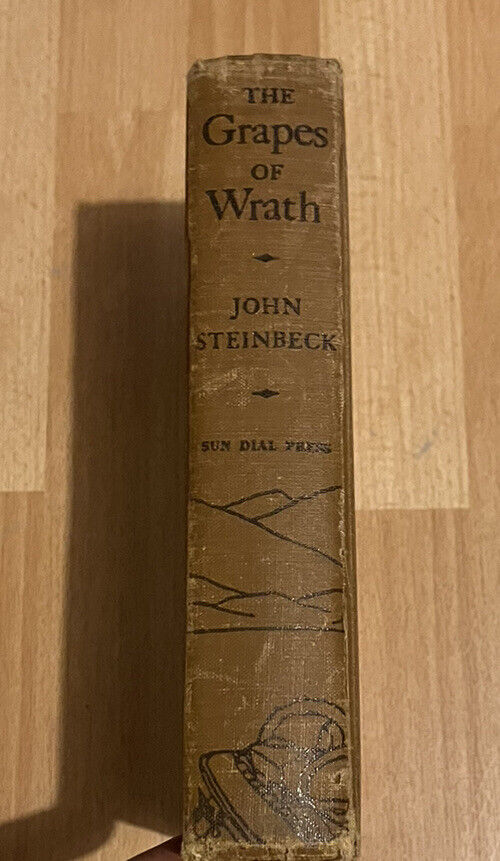 THE
Grapes
OF
Wrath
JOHN
STEINBECK
SUN DIAL PRESS